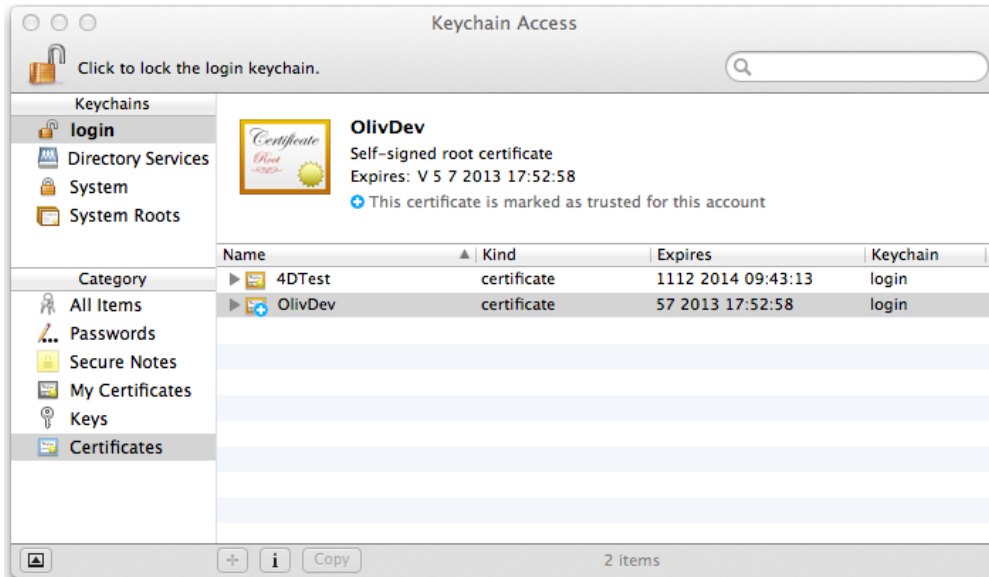 Keychain Access
Click to lock the login keychain.
Keychains
login
Directory Services
System
System Roots
Category
All Items
Passwords
Secure Notes
My Certificates
Keys
Certificates
Certificate
Root
OlivDev
Self-signed root certificate
Expires: V 5 7 2013 17:52:58
This certificate is marked as trusted for this account
Name Kind Expires Keychain
4DTest certificate 1112 2014 09:43:13 login
OlivDev certificate 57 2013 17:52:58 login
+ i Copy 2 items